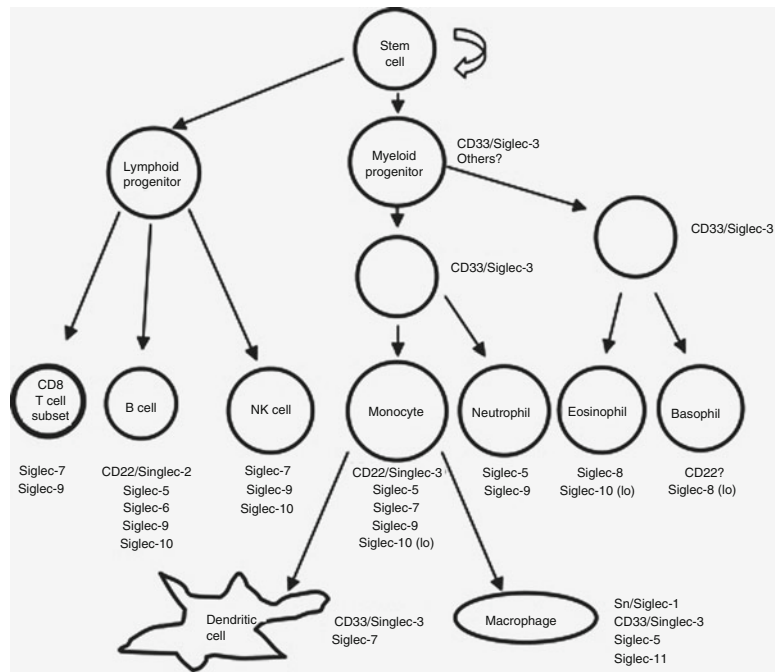 Stem
cell
Lymphoid
progenitor
Myeloid
progenitor
CD33/Siglec-3
Others?
CD33/Siglec-3
CD33/Siglec-3
CD8
T cell
subset
B cell
NK cell
Monocyte
Neutrophil
Eosinophil
Basophil
Siglec-7
Siglec-9
CD22/Singlec-2
Siglec-5
Siglec-6
Siglec-9
Siglec-10
Siglec-7
Siglec-9
Siglec-10
CD22/Singlec-3
Siglec-5
Siglec-7
Siglec-9
Siglec-10 (lo)
Siglec-5
Siglec-9
Siglec-8
Siglec-10 (lo)
CD22?
Siglec-8 (lo)
Dendritic
cell
CD33/Singlec-3
Siglec-7
Macrophage
Sn/Siglec-1
CD33/Singlec-3
Siglec-5
Siglec-11